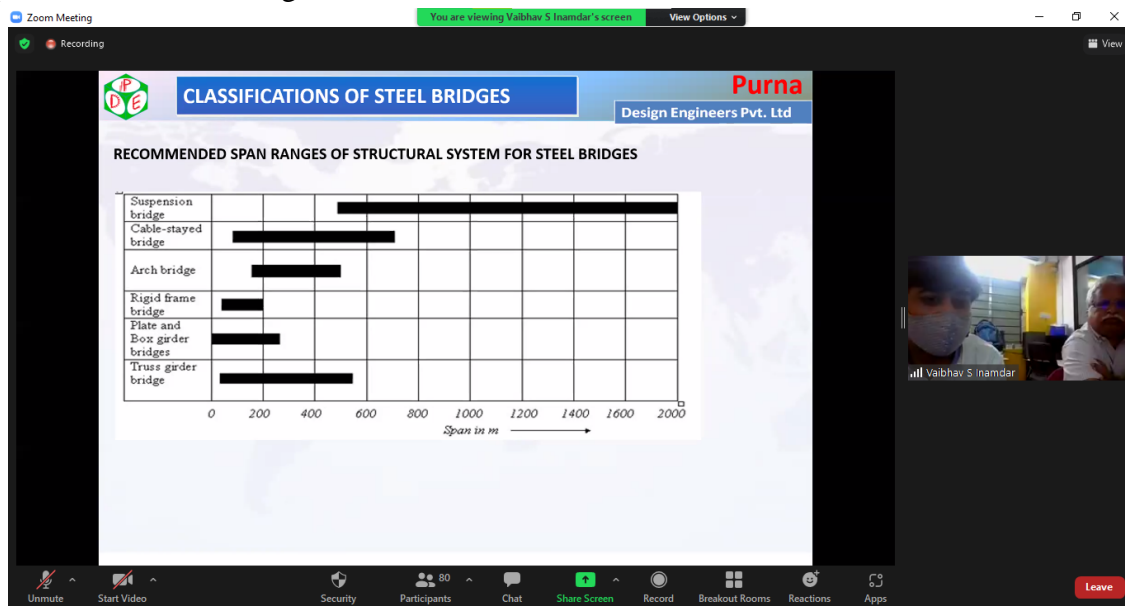 Zoom Meeting
You are viewing Vaibhav S Inamdar's screen
View Options
Recording
View
P
D E
CLASSIFICATIONS OF STEEL BRIDGES
Purna
Design Engineers Pvt. Ltd
RECOMMENDED SPAN RANGES OF STRUCTURAL SYSTEM FOR STEEL BRIDGES
Suspension
bridge
Cable-stayed
bridge
Arch bridge
Rigid frame
bridge
Plate and
Box girder
bridges
Truss girder
bridge
0 200 400 600 800 1000 1200 1400 1600 2000
Span in m
Vaibhav S Inamdar
Unmute
Start Video
Security
80
Participants
Chat
Share Screen
Record
Breakout Rooms
Reactions
Apps
Leave